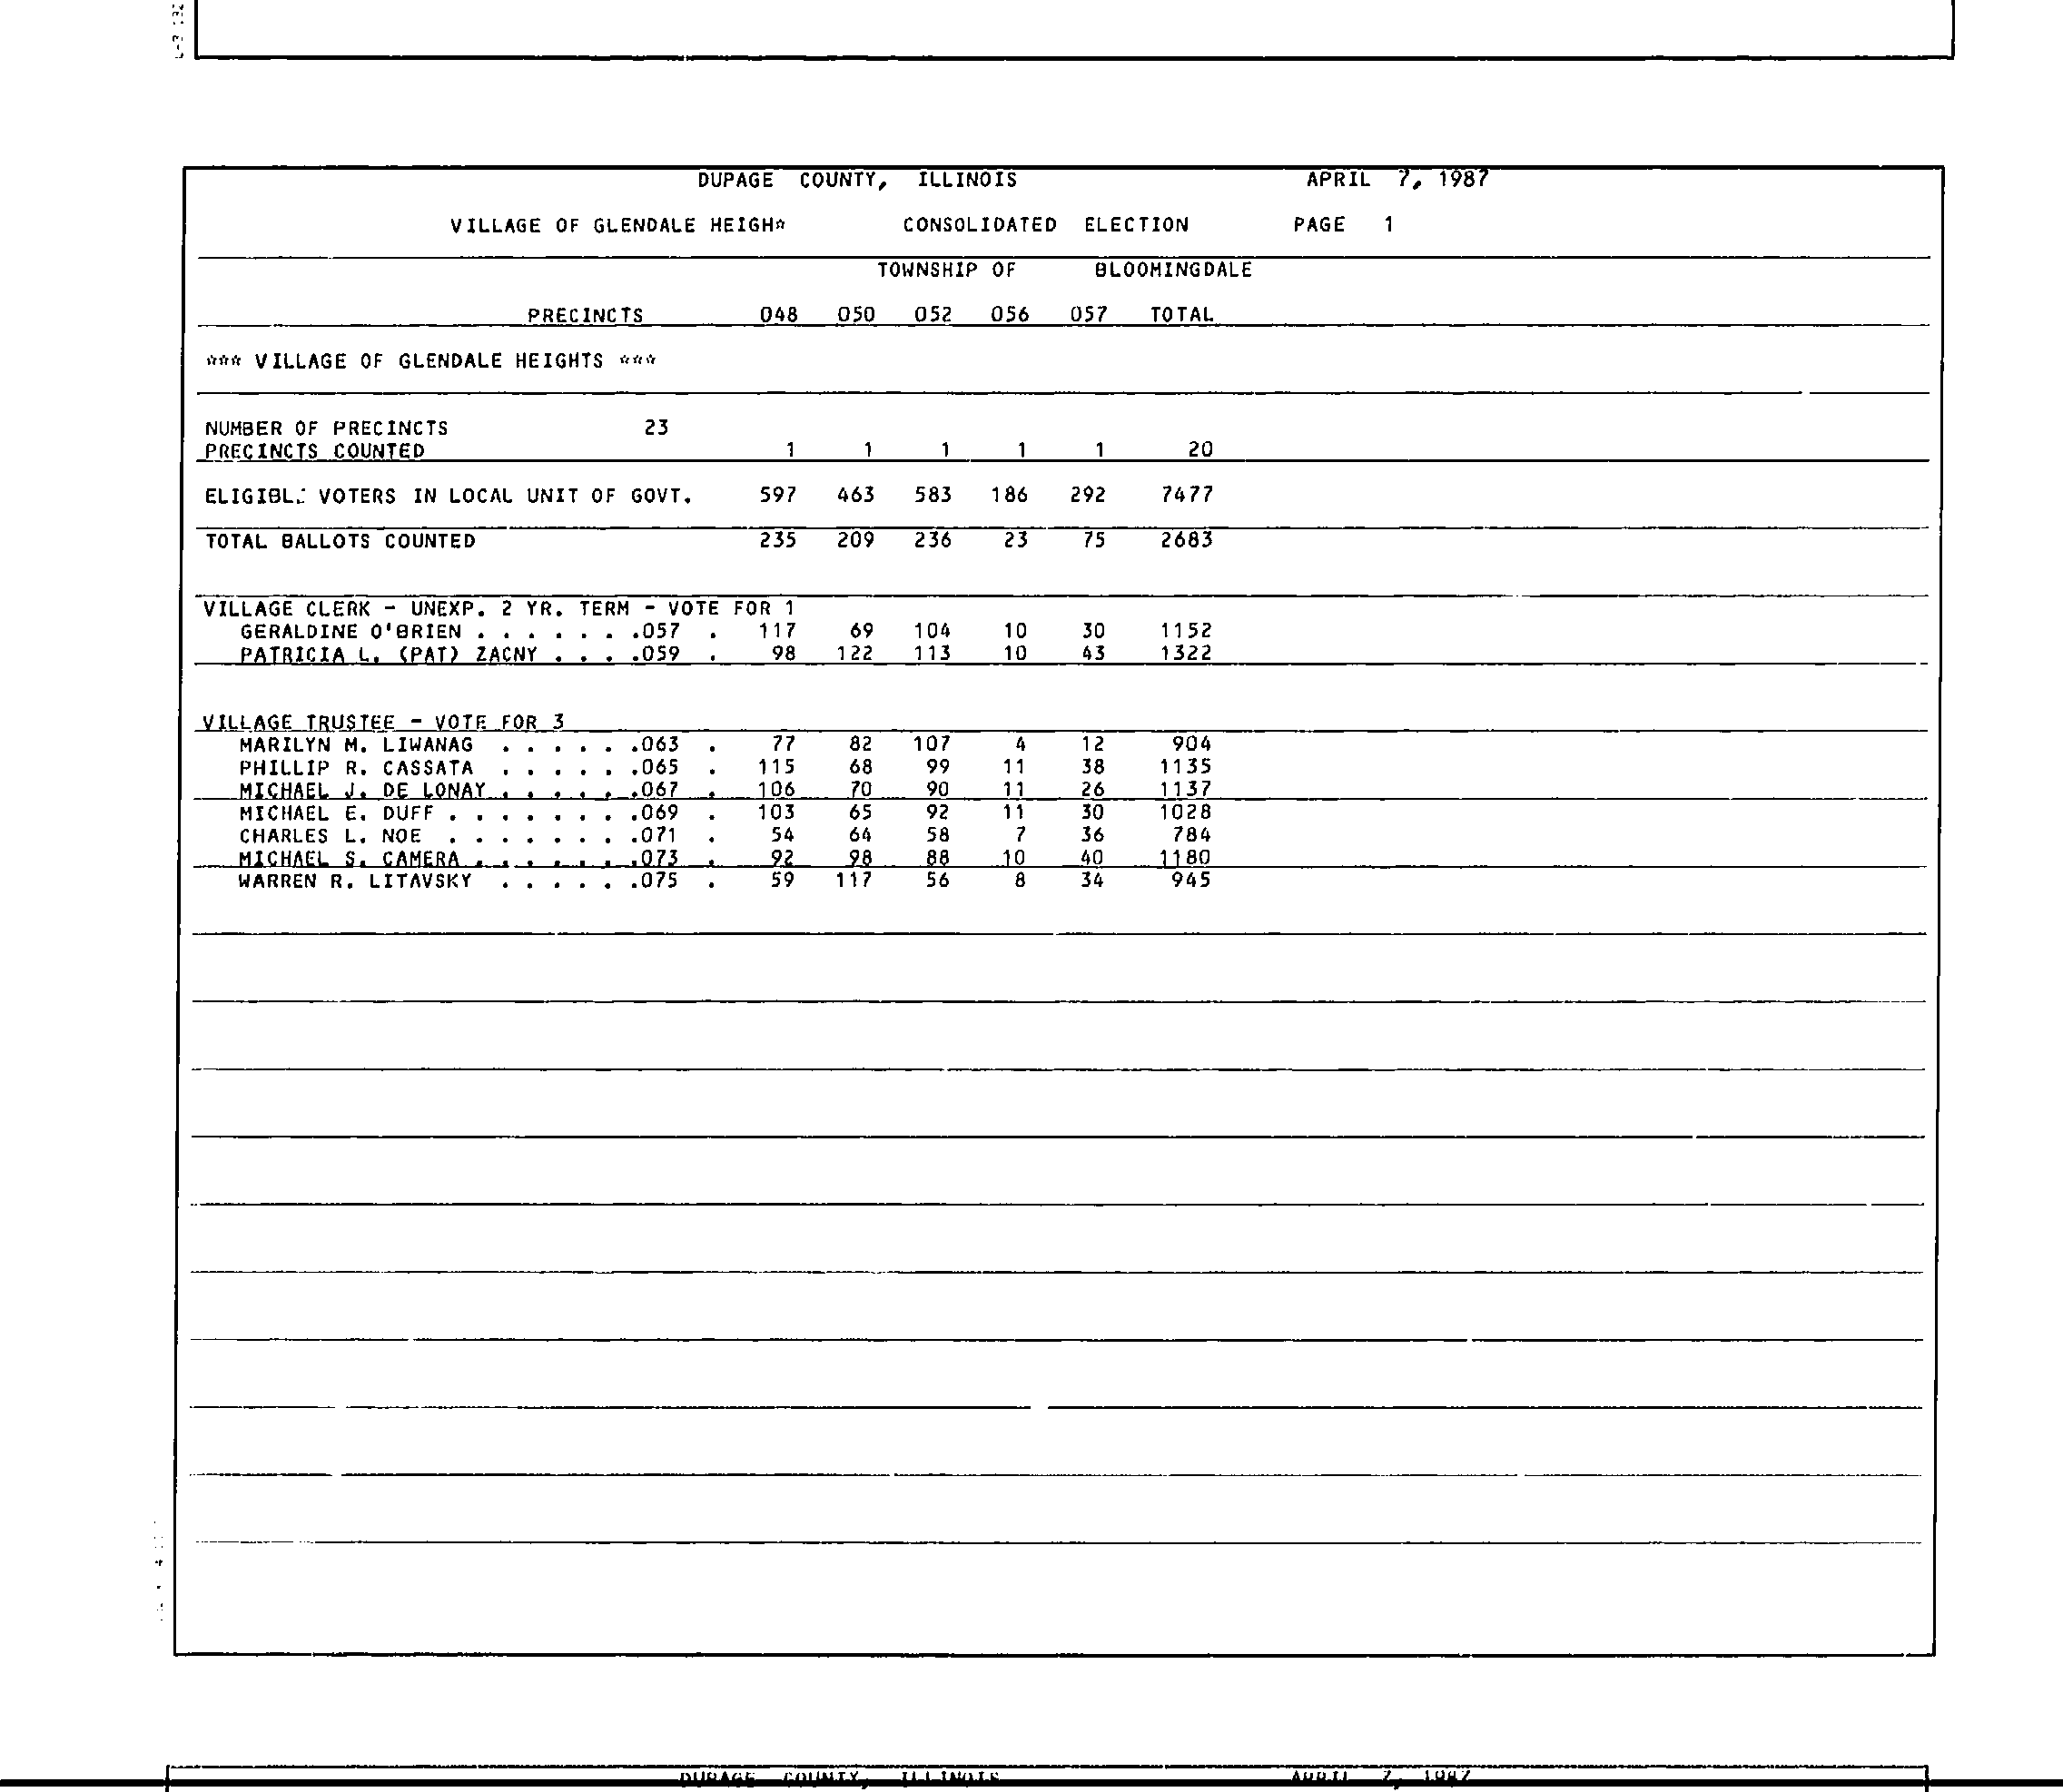 DUPAGE COUNTY, ILLINOIS APRIL 7, 1987
VILLAGE OF GLENDALE HEIGH* CONSOLIDATED ELECTION PAGE 1
TOWNSHIP OF BLOOMINGDALE
PRECINCTS 048 050 052 056 057 TOTAL
*** VILLAGE OF GLENDALE HEIGHTS ***
NUMBER OF PRECINCTS 23
PRECINCTS COUNTED 1 1 1 1 1 20
VOTERS IN LOCAL UNIT OF GOVT. 597 463 583 186 292 7477
TOTAL BALLOTS COUNTED 235 209 236 23 75 2683
VILLAGE CLERK - UNEXP. 2 YR. TERM - VOTE FOR 1
GERALDINE O'BRIEN . . . . . . .057 . 117 69 104 10 30 1152
PATRICIA L. (PAT) ZACNY . . . .059 . 98 122 113 10 43 1322
VILLAGE TRUSTEE - VOTE FOR 3
MARILYN M. LIWANAG . . . . . .063 . 77 82 107 4 12 904
PHILLIP R. CASSATA . . . . . .065 . 115 68 99 11 38 1135
MICHAEL J. DE LONAY . . . . . .067 . 106 70 90 11 26 1137
MICHAEL E. DUFF . . . . . . . .069 . 103 65 92 11 30 1028
CHARLES L. NOE . . . . . . . .071 . 54 64 58 7 36 784
MICHAEL S. CAMERA . . . . . . .073 . 92 98 88 10 40 1180
WARREN R. LITAVSKY . . . . . .075 . 59 117 56 8 34 945
DUPAGE COUNTY, ILLINOIS APRIL 7, 1987